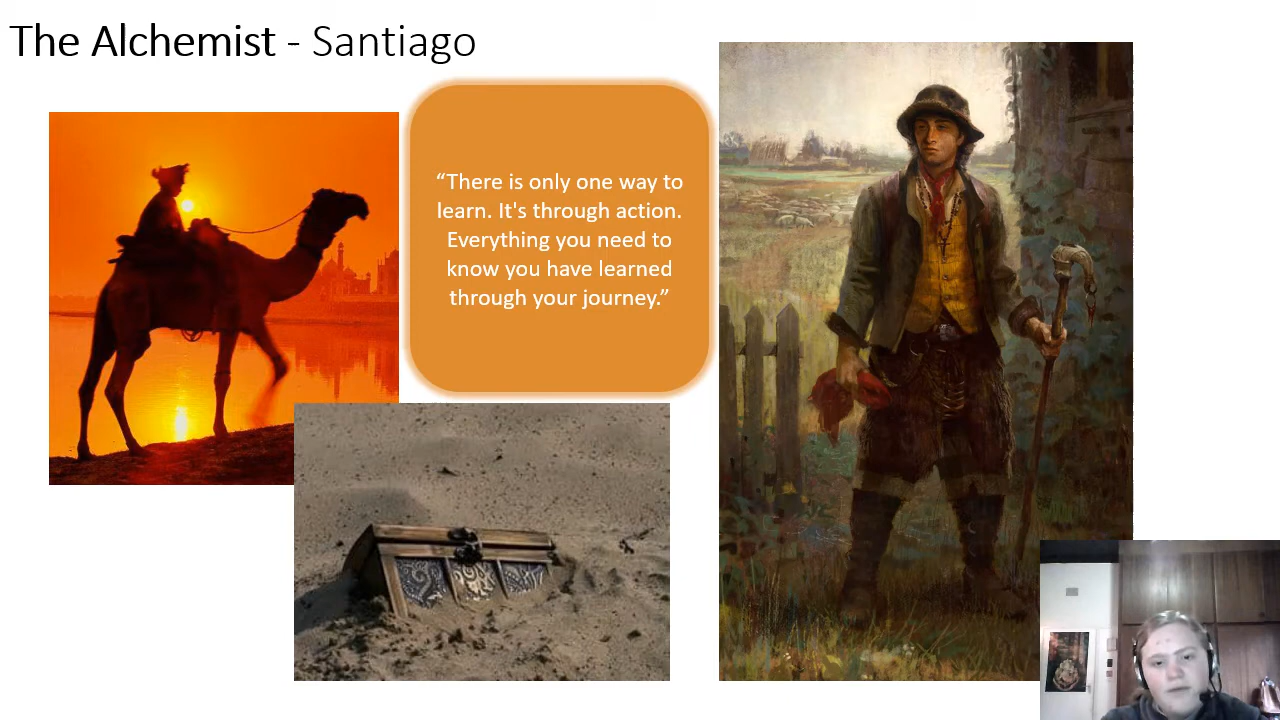 The Alchemist - Santiago
“There is only one way to
learn. It's through action.
Everything you need to
know you have learned
through your journey.”